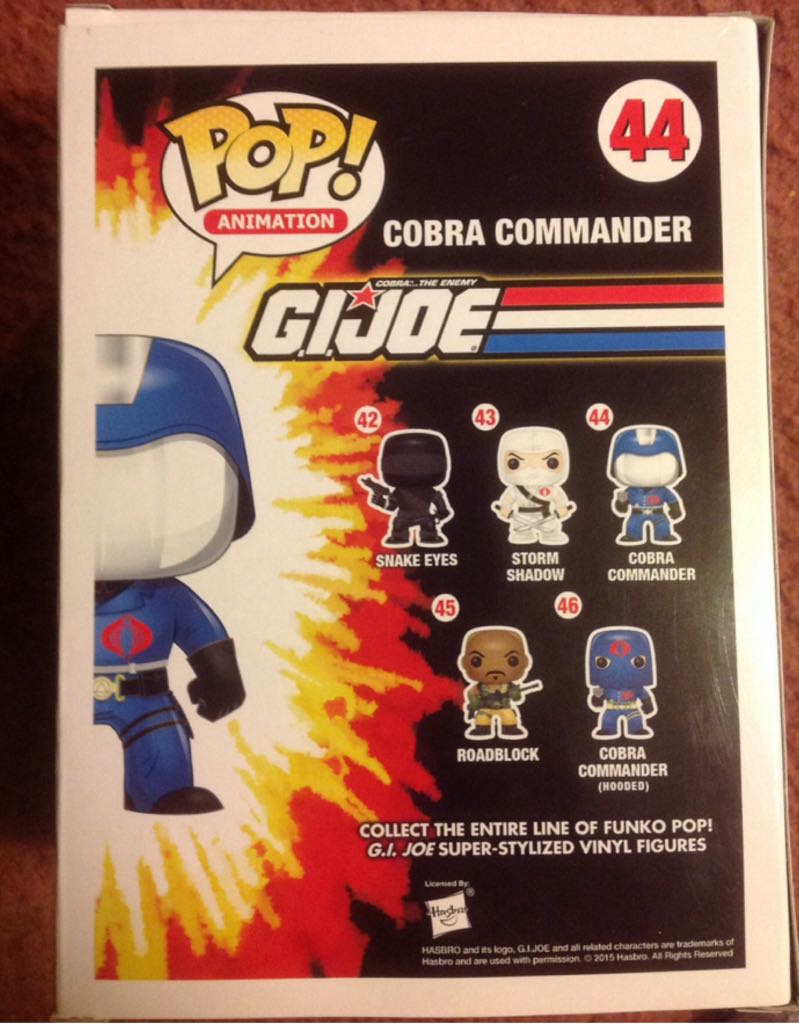 POP!
ANIMATION
44
COBRA COMMANDER
COBRA...THE ENEMY
G.I.JOE®
42
43
44
SNAKE EYES
STORM
SHADOW
COBRA
COMMANDER
45
46
ROADBLOCK
COBRA
COMMANDER
(HOODED)
COLLECT THE ENTIRE LINE OF FUNKO POP!
G.I. JOE SUPER-STYLIZED VINYL FIGURES
Licensed By:
Hasbro®
HASBRO and its logo, G.I.JOE and all related characters are trademarks of
Hasbro and are used with permission. © 2015 Hasbro. All Rights Reserved